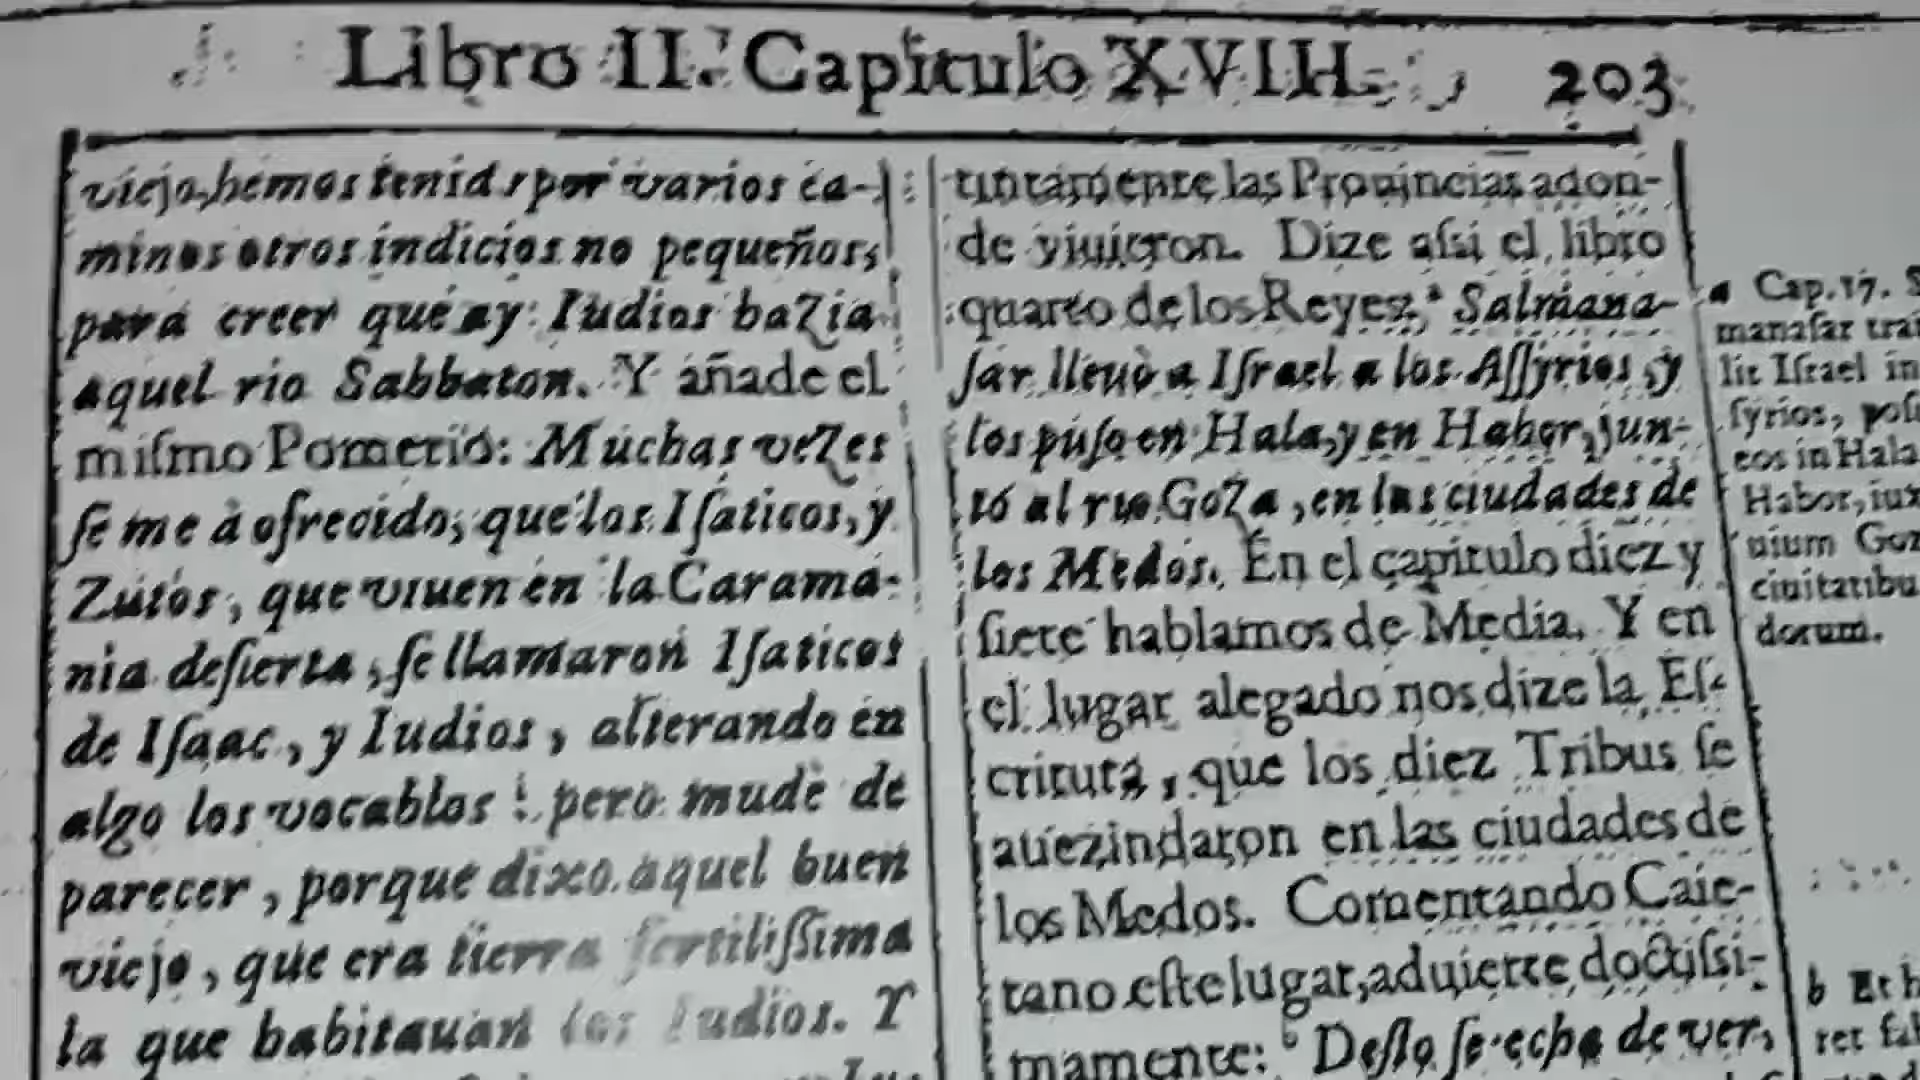 Libro II. Capitulo XVIII. 203
viejo, hemos tenido por varios ca-
minos otros indicios no pequeños,
para creer que ay Iudios hazia
aquel rio Sabbaton. Y añade el
mismo Pomerio: Muchas vezes
se me à ofrecido, que los Isaticos, y
Zutos, que viuen en la Carama-
nia desierta, se llamaron Isaticos
de Isaac, y Iudios, alterando en
algo los vocablos: pero mudè de
parecer, porque dixo aquel buen
viejo, que era tierra fertilissima
la que habitauan los Iudios. Y
tintamente las Prouincias adon-
de viuieron. Dize assi el libro
quarto de los Reyes, a Salmana-
sar lleuò a Israel a los Assyrios, y
los puso en Hala, y en Habor, jun-
to al rio Goza, en las ciudades de
los Medos. En el capitulo diez y
siete hablamos de Media. Y en
el lugar alegado nos dize la Es-
critura, que los diez Tribus se
auezindaron en las ciudades de
los Medos. Comentando Caie-
tano este lugar, aduierte doctissi-
mamente: b Desto se echa de ver,
a Cap. 17. S
manasar tra
lit Israel in
syrios, pos
eos in Hala
Habor, iux
uium Goz
ciuitatibu
dorum.
b Et h
ret fal